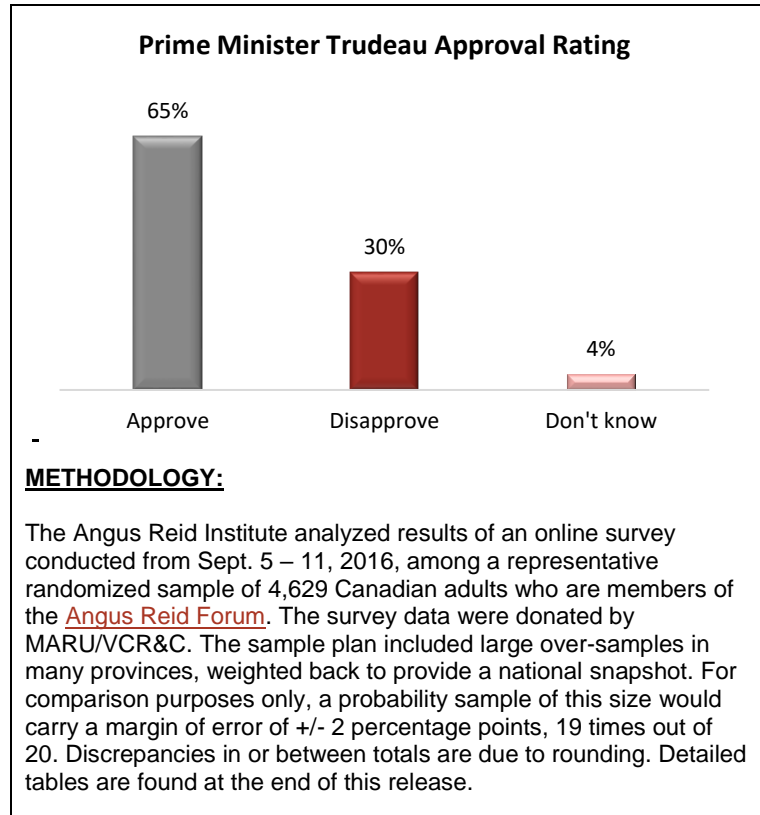 Prime Minister Trudeau Approval Rating
65%
30%
4%
Approve Disapprove Don't know
-
METHODOLOGY:
The Angus Reid Institute analyzed results of an online survey
conducted from Sept. 5 – 11, 2016, among a representative
randomized sample of 4,629 Canadian adults who are members of
the Angus Reid Forum. The survey data were donated by
MARU/VCR&C. The sample plan included large over-samples in
many provinces, weighted back to provide a national snapshot. For
comparison purposes only, a probability sample of this size would
carry a margin of error of +/- 2 percentage points, 19 times out of
20. Discrepancies in or between totals are due to rounding. Detailed
tables are found at the end of this release.